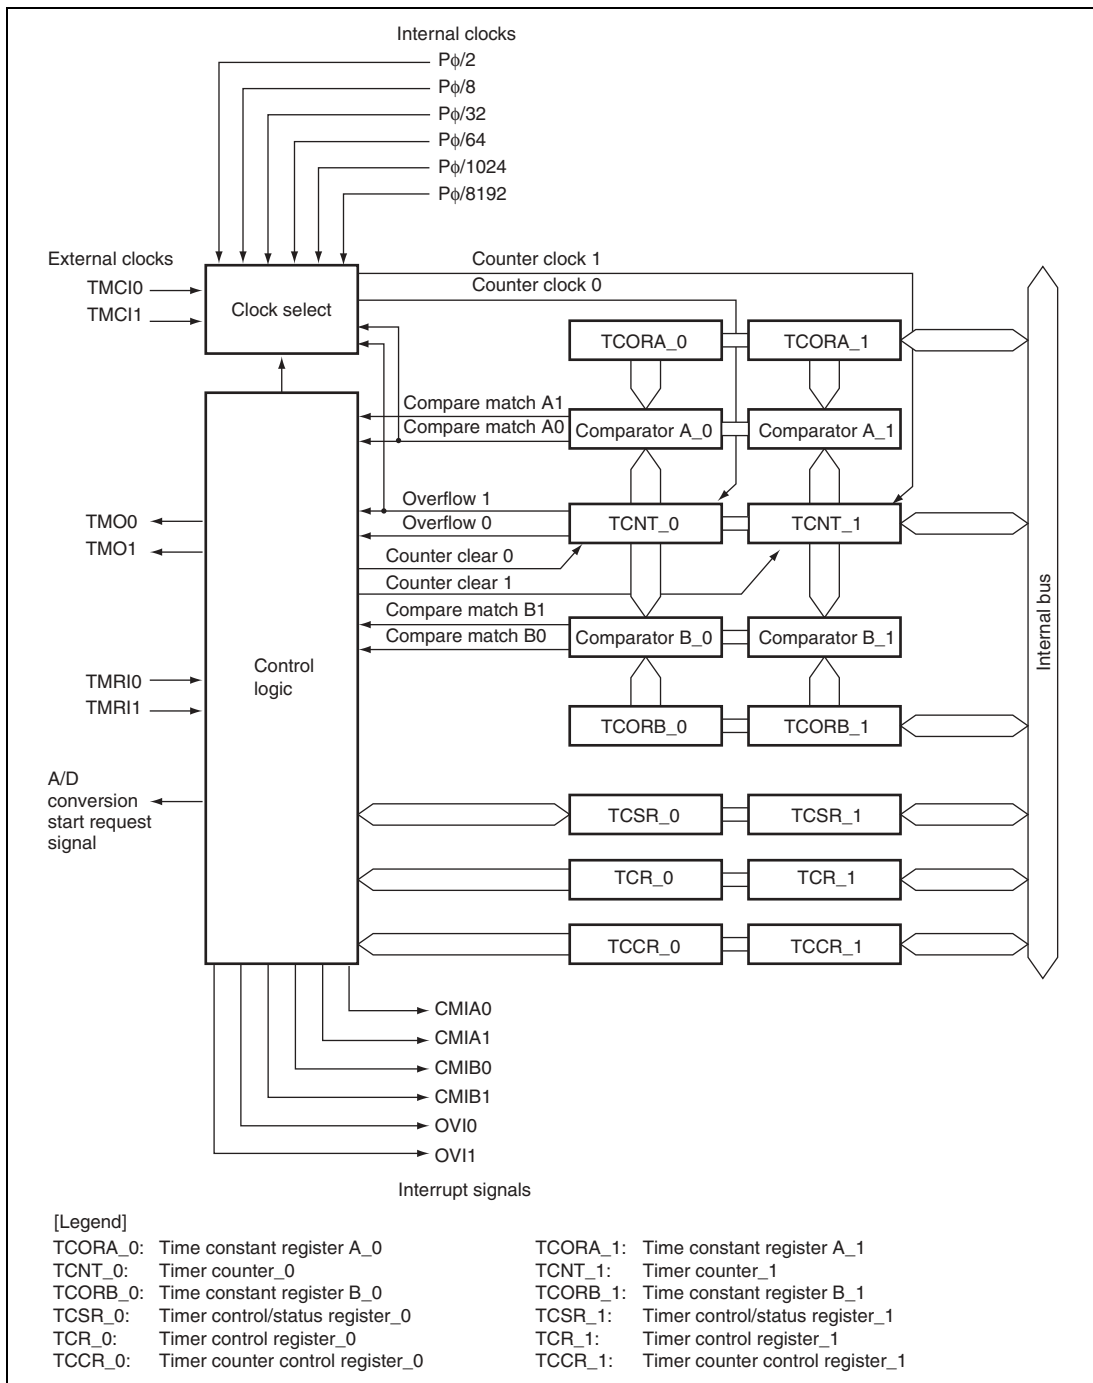 Internal clocks
Pϕ/2
Pϕ/8
Pϕ/32
Pϕ/64
Pϕ/1024
Pϕ/8192
External clocks
TMCI0
TMCI1
Clock select
Counter clock 1
Counter clock 0
TCORA_0
TCORA_1
Compare match A1
Compare match A0
Comparator A_0
Comparator A_1
TMO0
TMO1
Overflow 1
Overflow 0
TCNT_0
TCNT_1
Counter clear 0
Counter clear 1
Compare match B1
Compare match B0
Comparator B_0
Comparator B_1
Internal bus
Control
logic
TMRI0
TMRI1
TCORB_0
TCORB_1
A/D
conversion
start request
signal
TCSR_0
TCSR_1
TCR_0
TCR_1
TCCR_0
TCCR_1
CMIA0
CMIA1
CMIB0
CMIB1
OVI0
OVI1
Interrupt signals
[Legend]
TCORA_0: Time constant register A_0
TCNT_0: Timer counter_0
TCORB_0: Time constant register B_0
TCSR_0: Timer control/status register_0
TCR_0: Timer control register_0
TCCR_0: Timer counter control register_0
TCORA_1: Time constant register A_1
TCNT_1: Timer counter_1
TCORB_1: Time constant register B_1
TCSR_1: Timer control/status register_1
TCR_1: Timer control register_1
TCCR_1: Timer counter control register_1